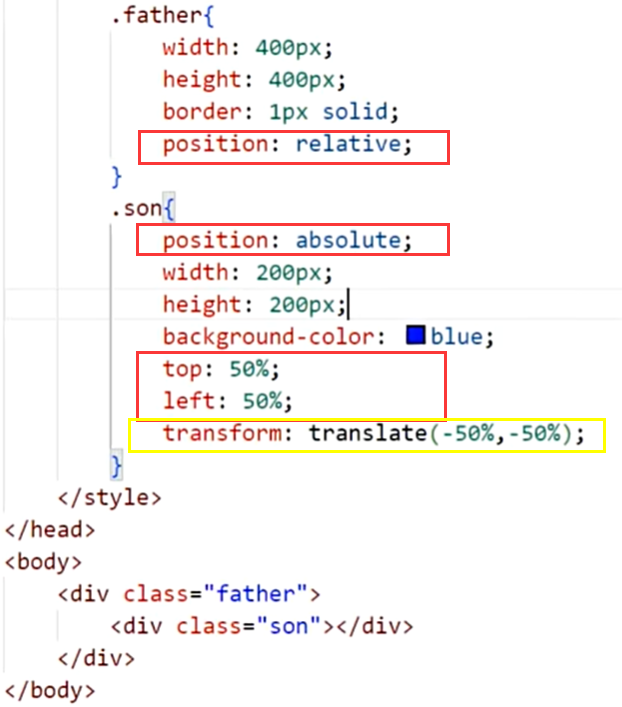 .father{
width: 400px;
height: 400px;
border: 1px solid;
position: relative;
}
.son{
position: absolute;
width: 200px;
height: 200px;
background-color: blue;
top: 50%;
left: 50%;
transform: translate(-50%,-50%);
}
</style>
</head>
<body>
<div class="father">
<div class="son"></div>
</div>
</body>